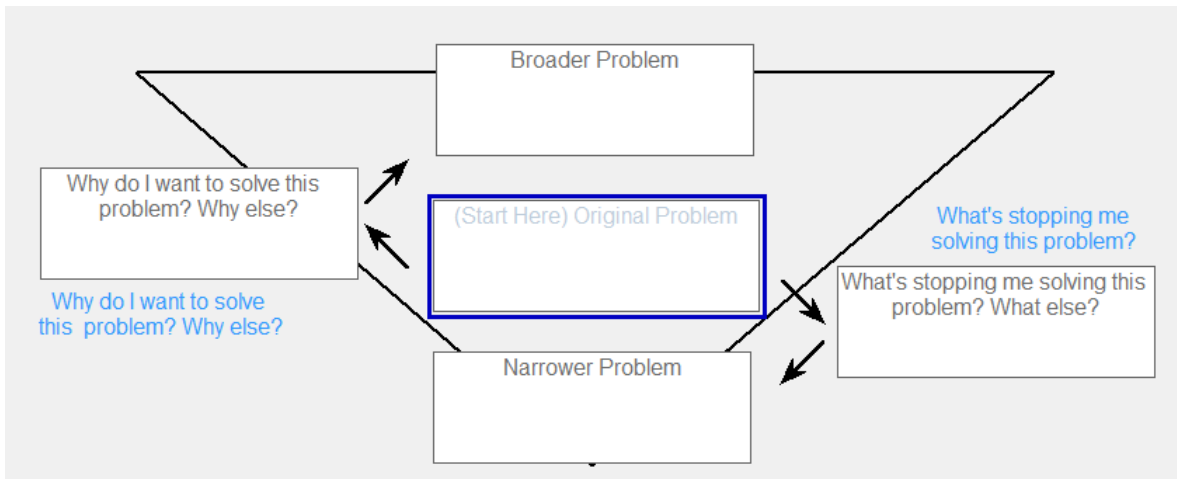 Broader Problem
Why do I want to solve this
problem? Why else?
(Start Here) Original Problem
What's stopping me
solving this problem?
What's stopping me solving this
problem? What else?
Why do I want to solve
this problem? Why else?
Narrower Problem